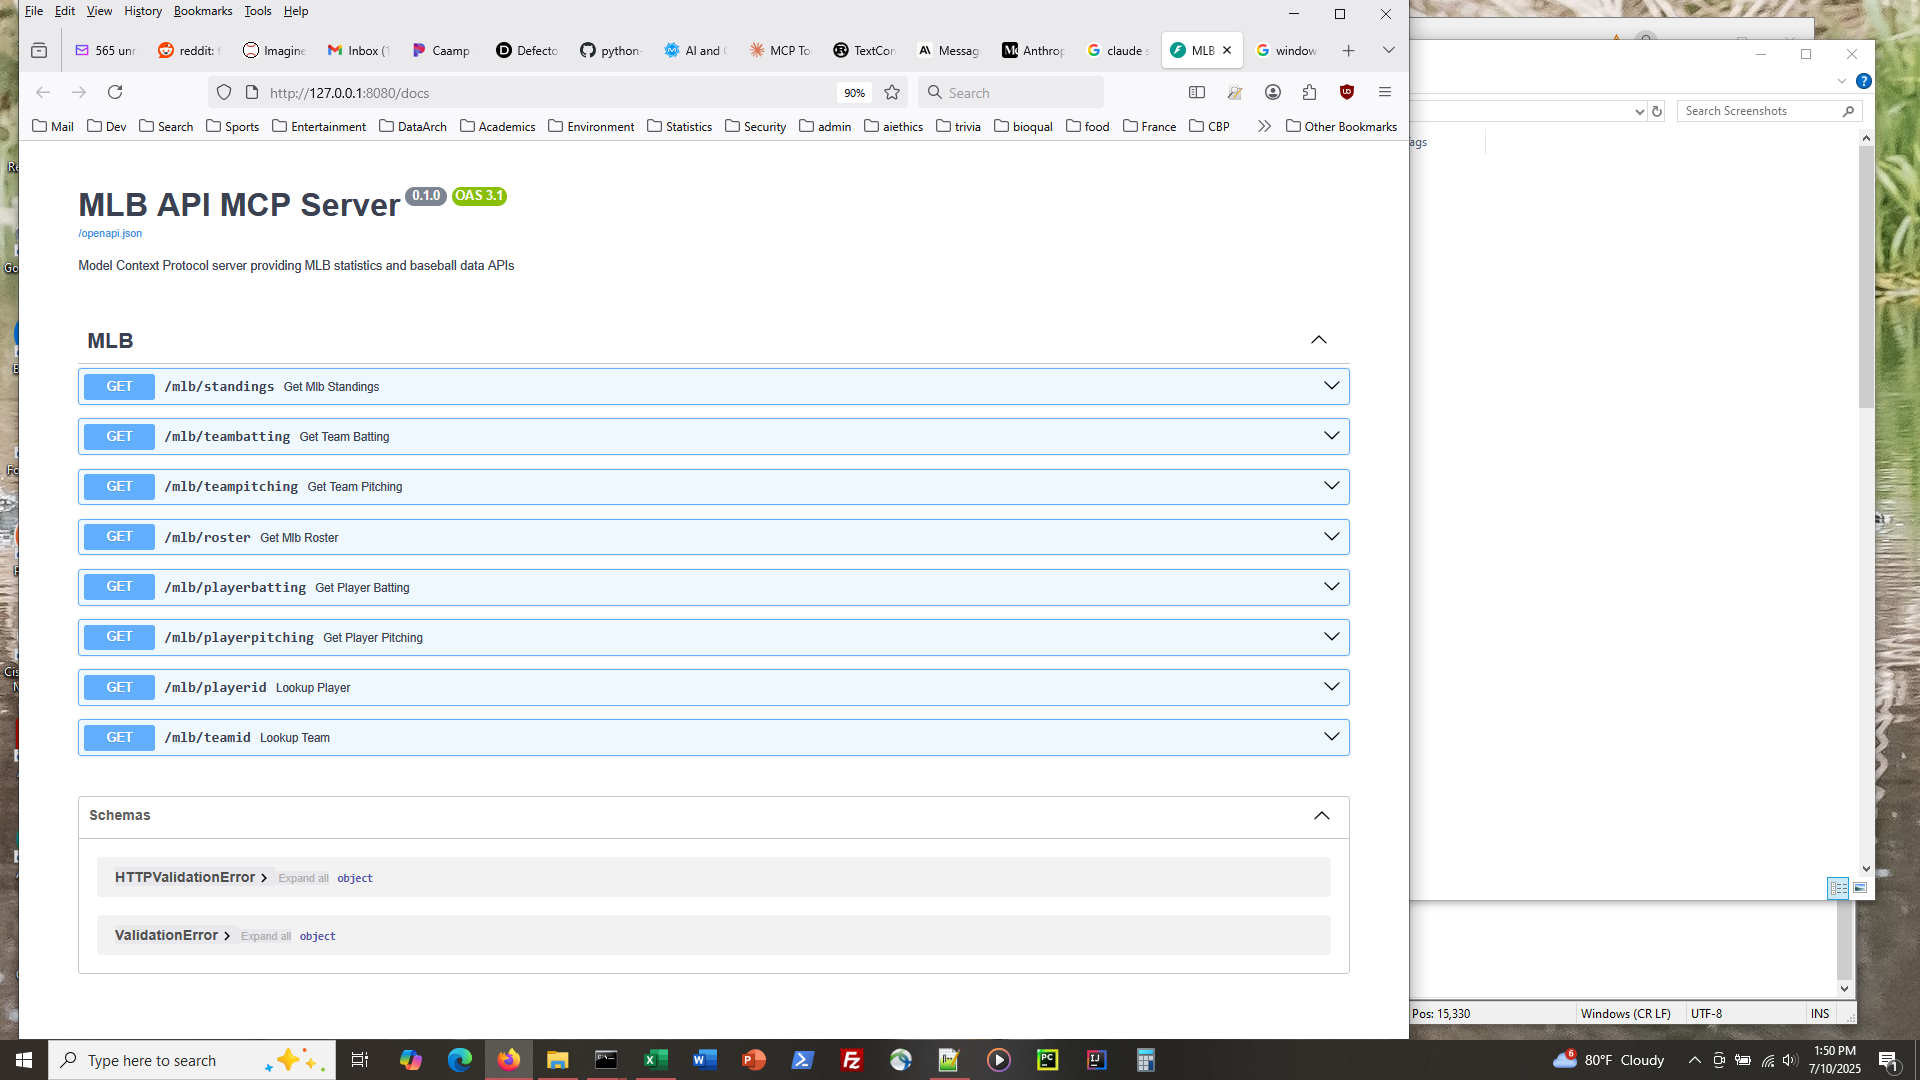 File Edit View History Bookmarks Tools Help
565 unr
reddit:
Imagine
Inbox (1
Caamp
Defecto
python-
AI and
MCP To
TextCon
Messag
Anthrop
claude s
MLB
window
http://127.0.0.1:8080/docs
90%
Search
Mail Dev Search Sports Entertainment DataArch Academics Environment Statistics Security admin aiethics trivia bioqual food France CBP Other Bookmarks
Search Screenshots
MLB API MCP Server 0.1.0 OAS 3.1
/openapi.json
Model Context Protocol server providing MLB statistics and baseball data APIs
MLB
GET /mlb/standings Get Mlb Standings
GET /mlb/teambatting Get Team Batting
GET /mlb/teampitching Get Team Pitching
GET /mlb/roster Get Mlb Roster
GET /mlb/playerbatting Get Player Batting
GET /mlb/playerpitching Get Player Pitching
GET /mlb/playerid Lookup Player
GET /mlb/teamid Lookup Team
Schemas
HTTPValidationError Expand all object
ValidationError Expand all object
Pos: 15,330 Windows (CR LF) UTF-8 INS
Type here to search
80°F Cloudy
1:50 PM
7/10/2025